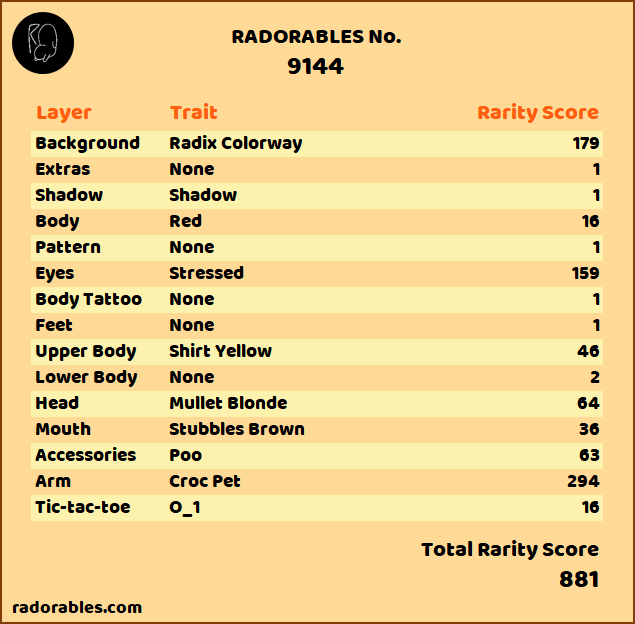 RADORABLES No.
9144
Layer Trait Rarity Score
Background Radix Colorway 179
Extras None 1
Shadow Shadow 1
Body Red 16
Pattern None 1
Eyes Stressed 159
Body Tattoo None 1
Feet None 1
Upper Body Shirt Yellow 46
Lower Body None 2
Head Mullet Blonde 64
Mouth Stubbles Brown 36
Accessories Poo 63
Arm Croc Pet 294
Tic-tac-toe O_1 16
Total Rarity Score
881
radorables.com